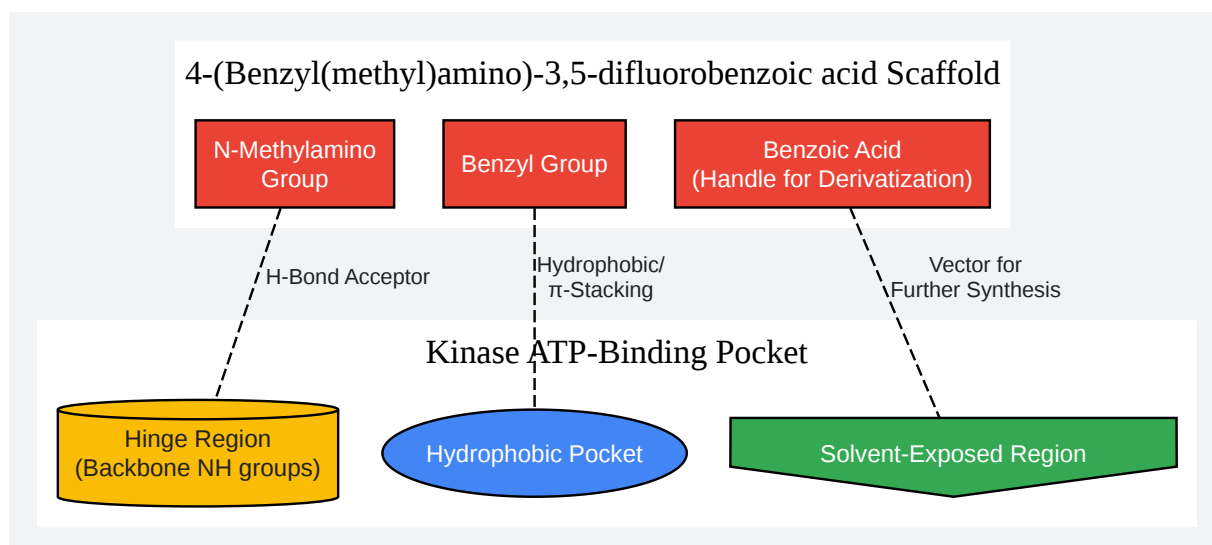 4-(Benzyl(methyl)amino)-3,5-difluorobenzoic acid Scaffold
N-Methylamino
Group
Benzyl Group
Benzoic Acid
(Handle for Derivatization)
H-Bond Acceptor
Hydrophobic/
π-Stacking
Vector for
Further Synthesis
Kinase ATP-Binding Pocket
Hinge Region
(Backbone NH groups)
Hydrophobic Pocket
Solvent-Exposed Region